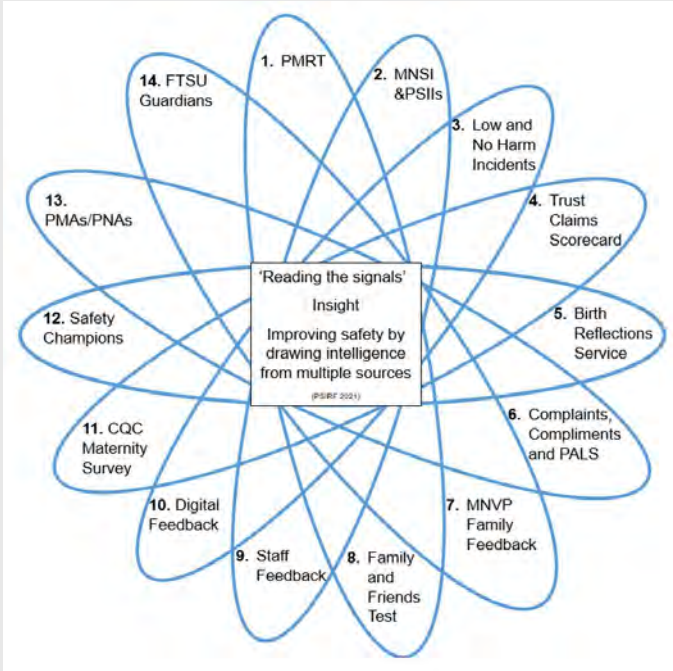 1. PMRT
2. MNSI
&PSIIs
3. Low and
No Harm
Incidents
4. Trust
Claims
Scorecard
5. Birth
Reflections
Service
6. Complaints,
Compliments
and PALS
7. MNVP
Family
Feedback
8. Family
and
Friends
Test
9. Staff
Feedback
10. Digital
Feedback
11. CQC
Maternity
Survey
12. Safety
Champions
13.
PMAs/PNAs
14. FTSU
Guardians
'Reading the signals'
Insight
Improving safety by
drawing intelligence
from multiple sources
(PSIRF 2021)